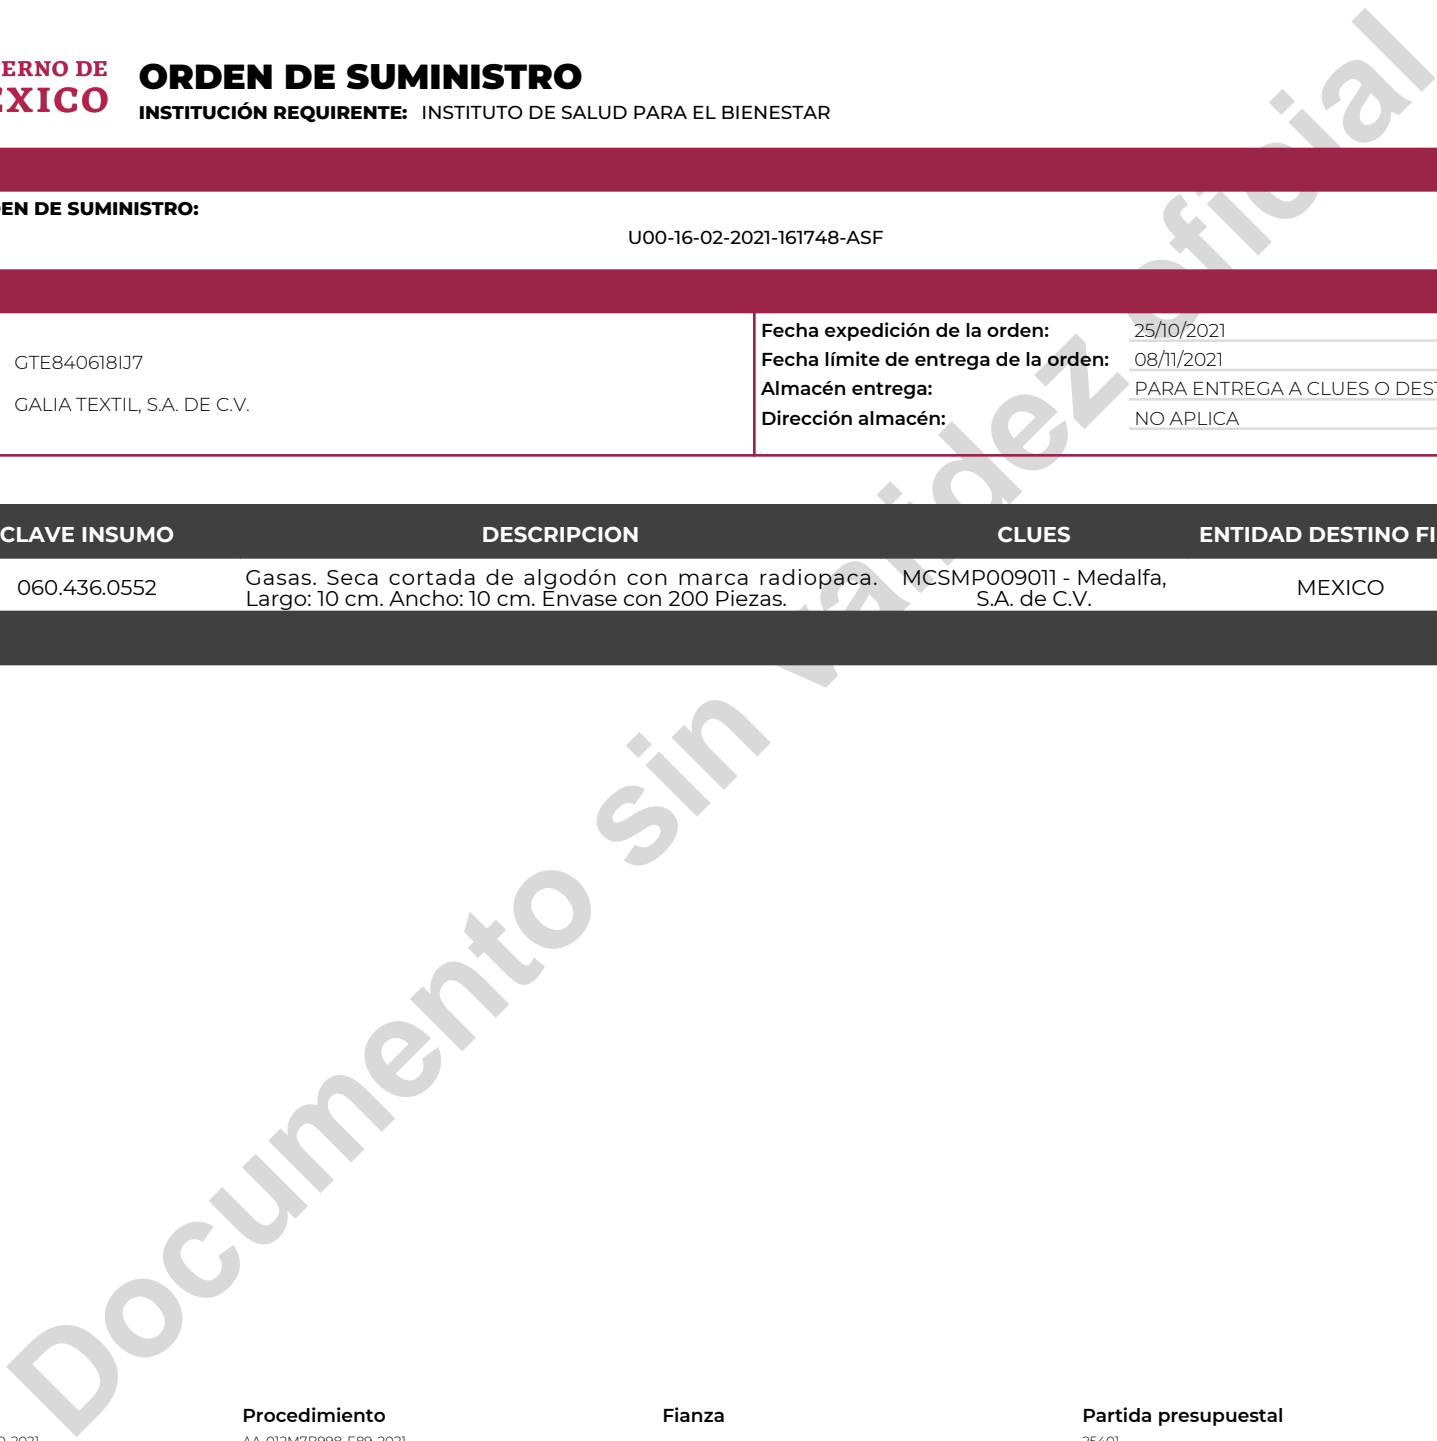 ERNO DE
EXICO
ORDEN DE SUMINISTRO
INSTITUCIÓN REQUIRENTE: INSTITUTO DE SALUD PARA EL BIENESTAR
EN DE SUMINISTRO:
U00-16-02-2021-161748-ASF
GTE840618IJ7
GALIA TEXTIL, S.A. DE C.V.
Fecha expedición de la orden: 25/10/2021
Fecha límite de entrega de la orden: 08/11/2021
Almacén entrega: PARA ENTREGA A CLUES O DEST
Dirección almacén: NO APLICA
CLAVE INSUMO DESCRIPCION CLUES ENTIDAD DESTINO FI
060.436.0552 Gasas. Seca cortada de algodón con marca radiopaca. MCSMP009011 - Medalfa, MEXICO
Largo: 10 cm. Ancho: 10 cm. Envase con 200 Piezas. S.A. de C.V.
Documento sin validez oficial
Procedimiento Fianza Partida presupuestal